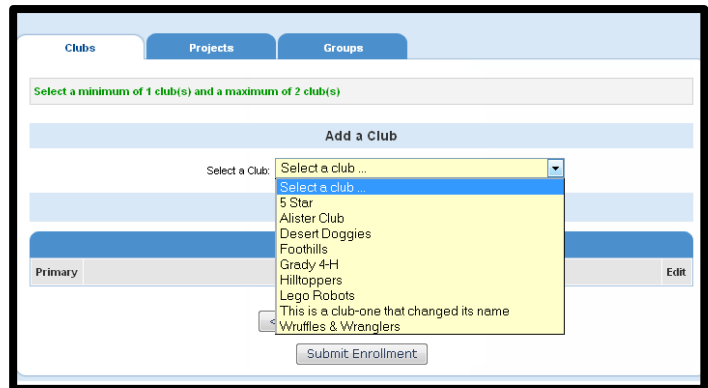 Clubs Projects Groups
Select a minimum of 1 club(s) and a maximum of 2 club(s)
Add a Club
Select a Club: Select a club ...
Select a club ...
5 Star
Alister Club
Desert Doggies
Foothills
Grady 4-H
Hilltoppers
Primary Edit
Lego Robots
This is a club-one that changed its name
<
Wruffles & Wranglers
Submit Enrollment